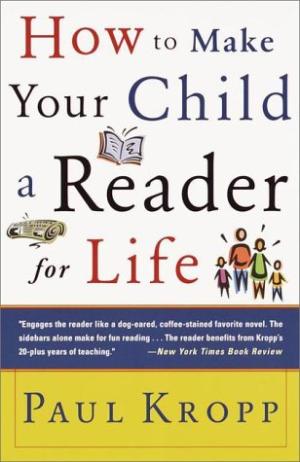 How to Make
Your Child
a Reader
for Life
"Engages the reader like a dog-eared, coffee-stained favorite novel. The
sidebars alone make for fun reading . . . The reader benefits from Kropp's
20-plus years of teaching." —New York Times Book Review
Paul Kropp